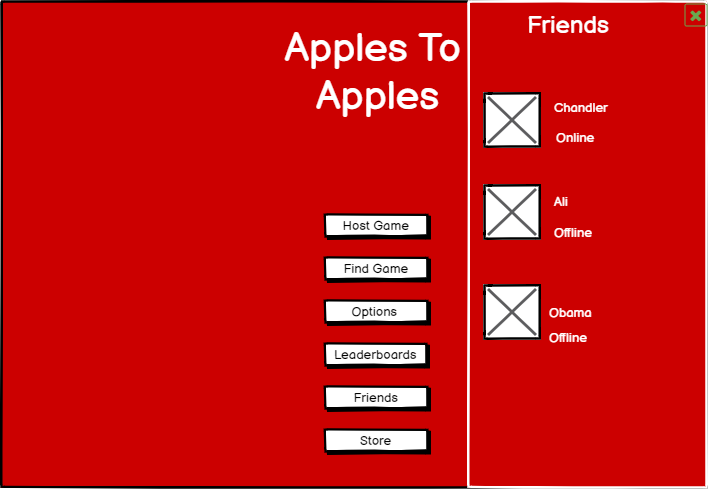 Apples To
Apples
Host Game
Find Game
Options
Leaderboards
Friends
Store
Friends
Chandler
Online
Ali
Offline
Obama
Offline